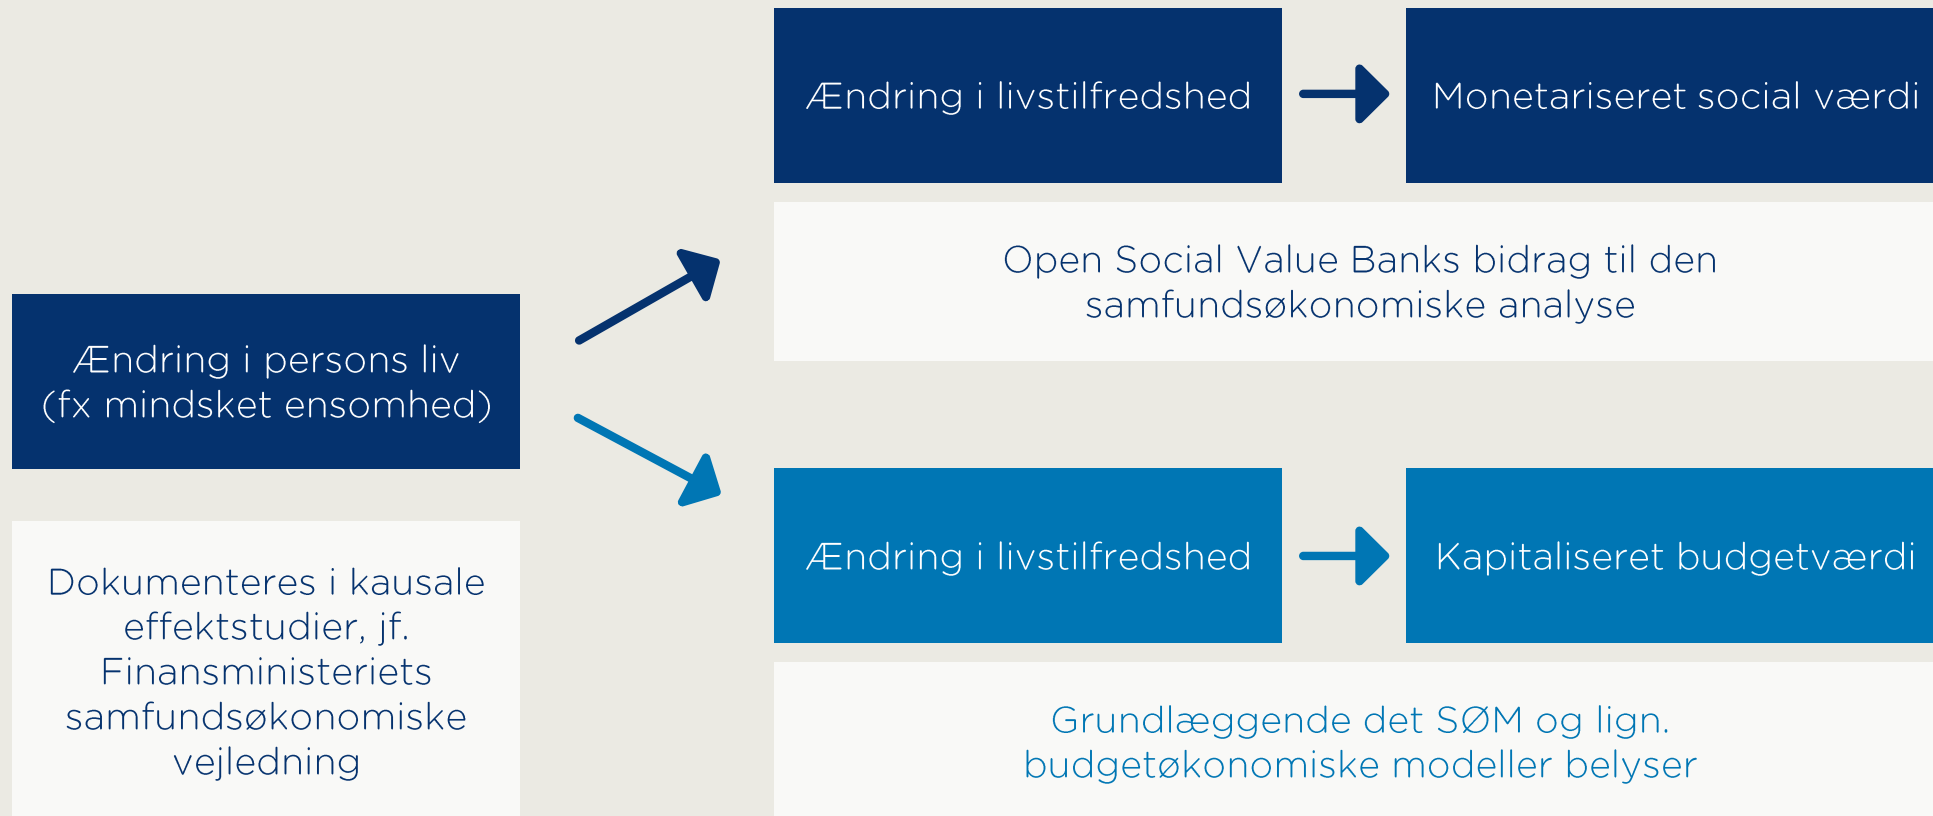 Ændring i persons liv
(fx mindsket ensomhed)
Dokumenteres i kausale
effektstudier, jf.
Finansministeriets
samfundsøkonomiske
vejledning
Ændring i livstilfredshed
Monetariseret social værdi
Open Social Value Banks bidrag til den
samfundsøkonomiske analyse
Ændring i livstilfredshed
Kapitaliseret budgetværdi
Grundlæggende det SØM og lign.
budgetøkonomiske modeller belyser